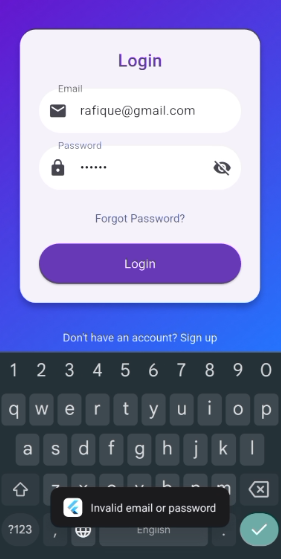 Login
Email
rafique@gmail.com
Password
••••••
Forgot Password?
Login
Don't have an account? Sign up
1 2 3 4 5 6 7 8 9 0
q w e r t y u i o p
a s d f g h j k l
Invalid email or password
?123 , English .